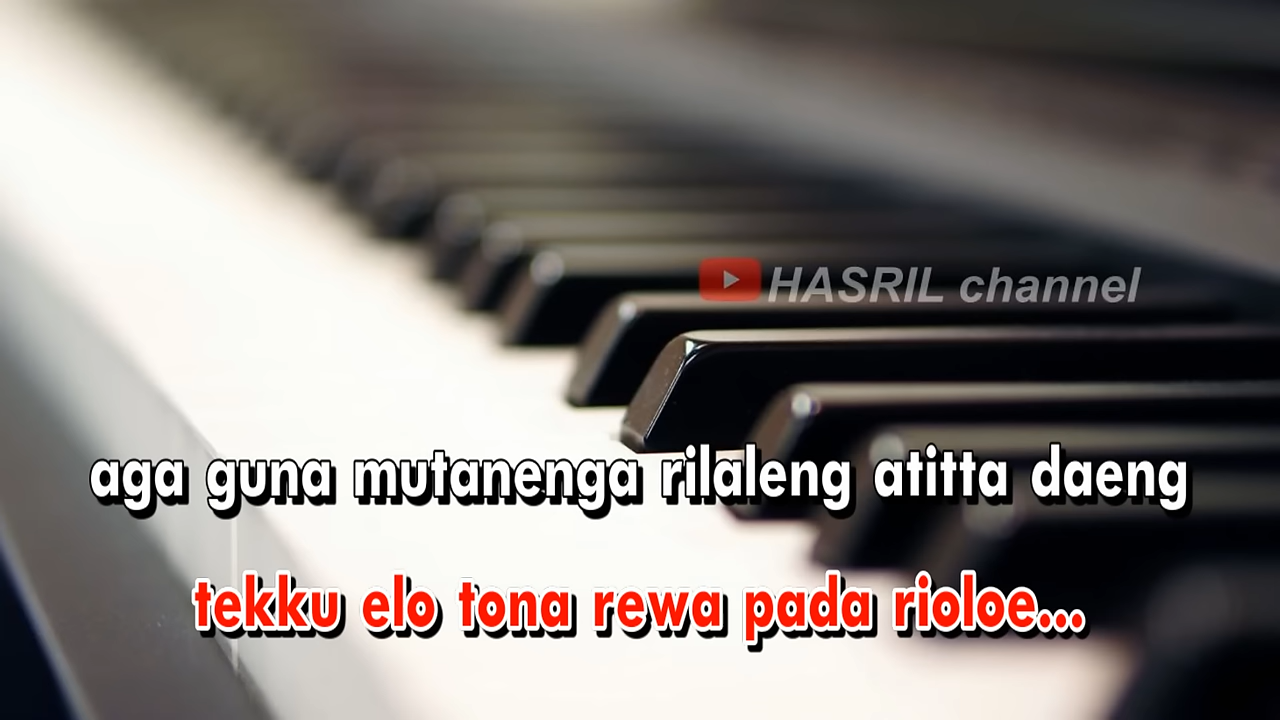 HASRIL channel
aga guna mutanenga rilaleng atitta daeng
tekku elo tona rewa pada rioloe...